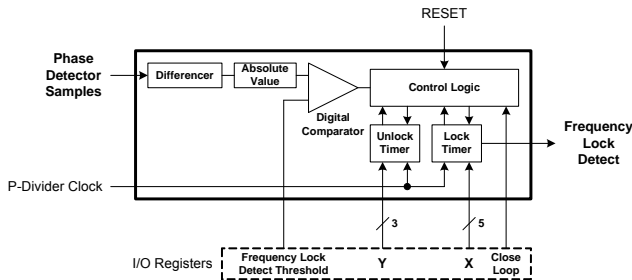 RESET
Phase
Detector
Samples
Differencer
Absolute
Value
Control Logic
Digital
Comparator
Unlock
Timer
Lock
Timer
Frequency
Lock
Detect
P-Divider Clock
3
5
I/O Registers
Frequency Lock
Detect Threshold
Y
X
Close
Loop